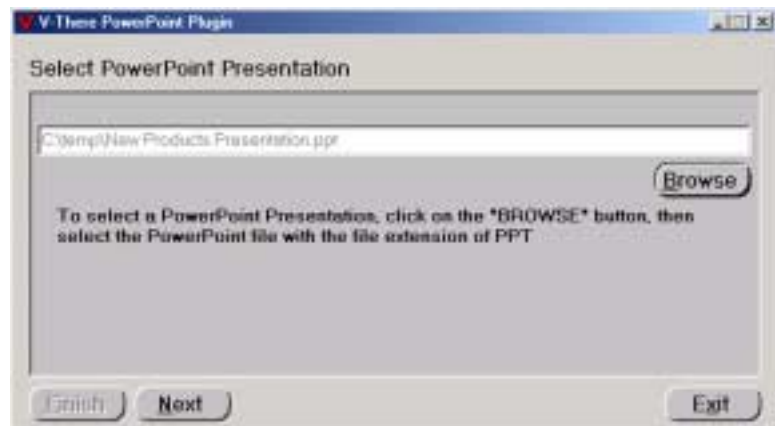 V-There PowerPoint Plugin
Select PowerPoint Presentation
C:\temp\New Products Presentation.ppt
Browse
To select a PowerPoint Presentation, click on the "BROWSE" button, then
select the PowerPoint file with the file extension of PPT
Finish Next Exit